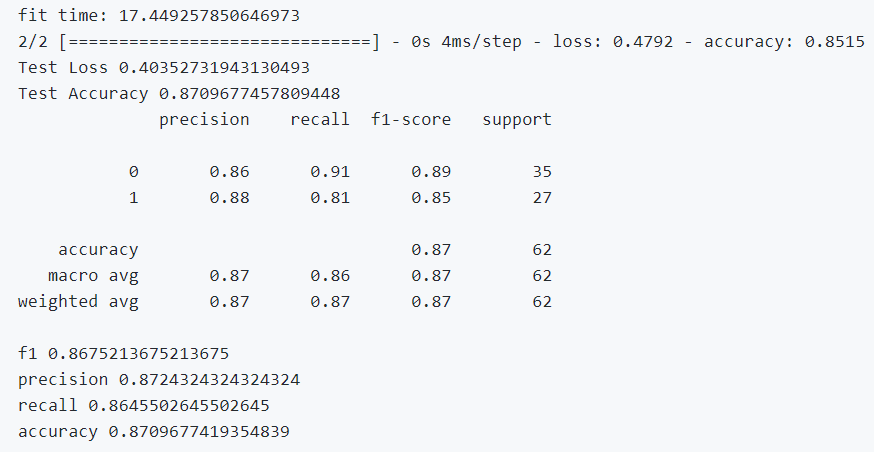 fit time: 17.449257850646973
2/2 [==============================] - 0s 4ms/step - loss: 0.4792 - accuracy: 0.8515
Test Loss 0.40352731943130493
Test Accuracy 0.8709677457809448
precision recall f1-score support
0 0.86 0.91 0.89 35
1 0.88 0.81 0.85 27
accuracy 0.87 62
macro avg 0.87 0.86 0.87 62
weighted avg 0.87 0.87 0.87 62
f1 0.8675213675213675
precision 0.8724324324324324
recall 0.8645502645502645
accuracy 0.8709677419354839